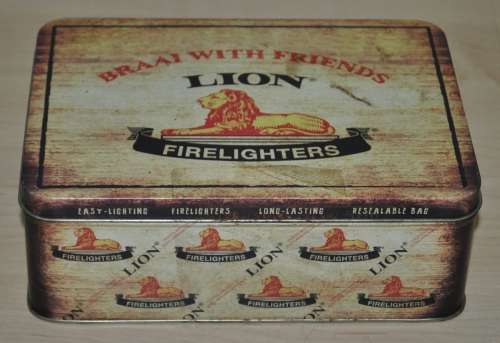 BRAAI WITH FRIENDS
LION®
FIRELIGHTERS
EASY-LIGHTING FIRELIGHTERS LONG-LASTING RESEALABLE BAG
FIRELIGHTERS LION® FIRELIGHTERS FIRELIGHTERS LION
LION® FIRELIGHTERS FIRELIGHTERS LION® FIRELIGHTERS